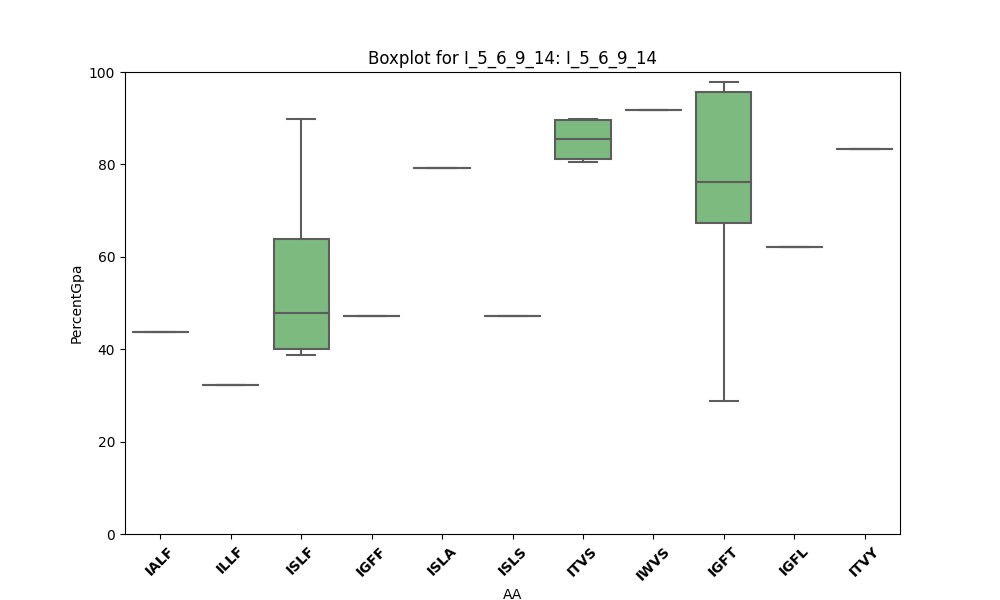 Boxplot for I_5_6_9_14: I_5_6_9_14
100
80
60
40
20
0
PercentGpa
IALF ILLF ISLF IGFF ISLA ISLS ITVS IWVS IGFT IGFL ITVY
AA